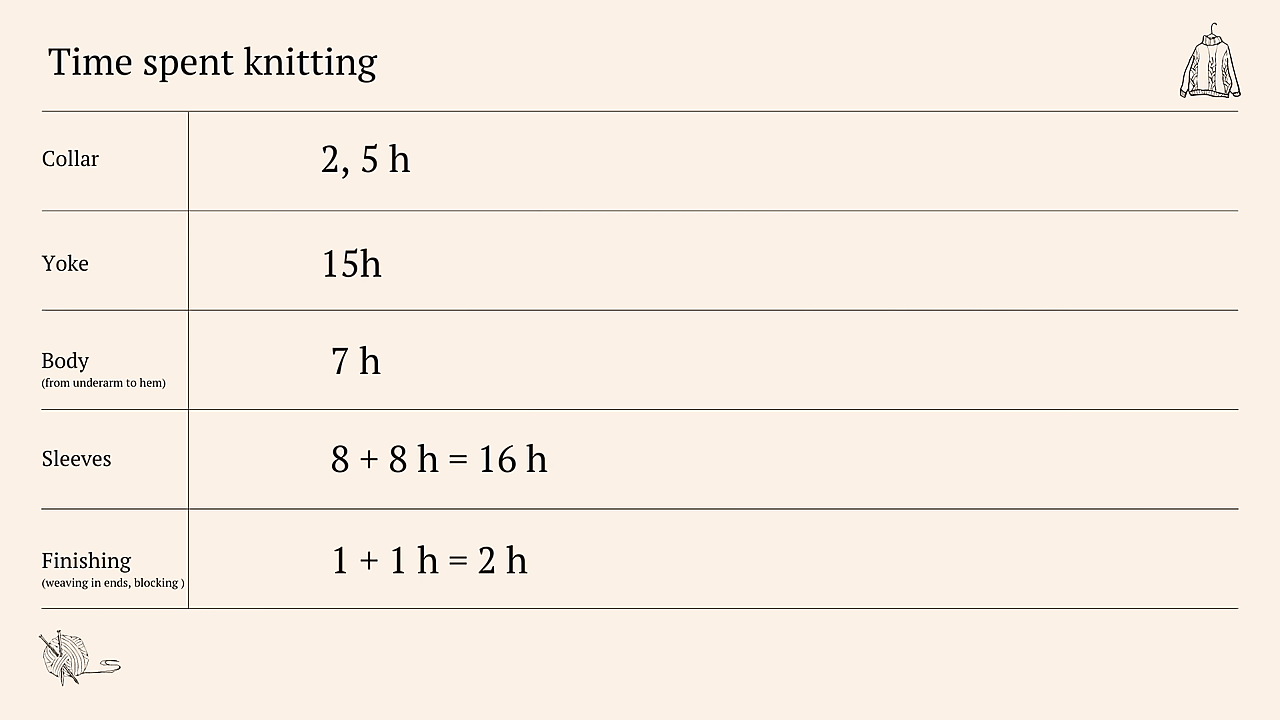 Time spent knitting
Collar
2, 5 h
Yoke
15h
Body
(from underarm to hem)
7 h
Sleeves
8 + 8 h = 16 h
Finishing
(weaving in ends, blocking )
1 + 1 h = 2 h